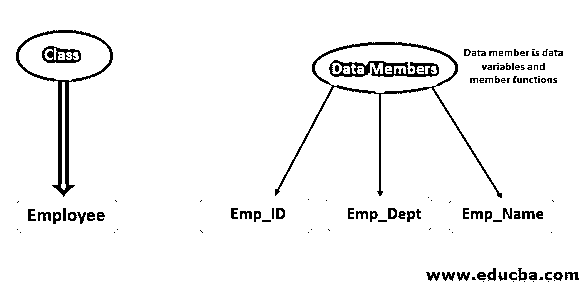 Class
Data Members
Data member is data
variables and
member functions
Employee
Emp_ID
Emp_Dept
Emp_Name
www.educba.com